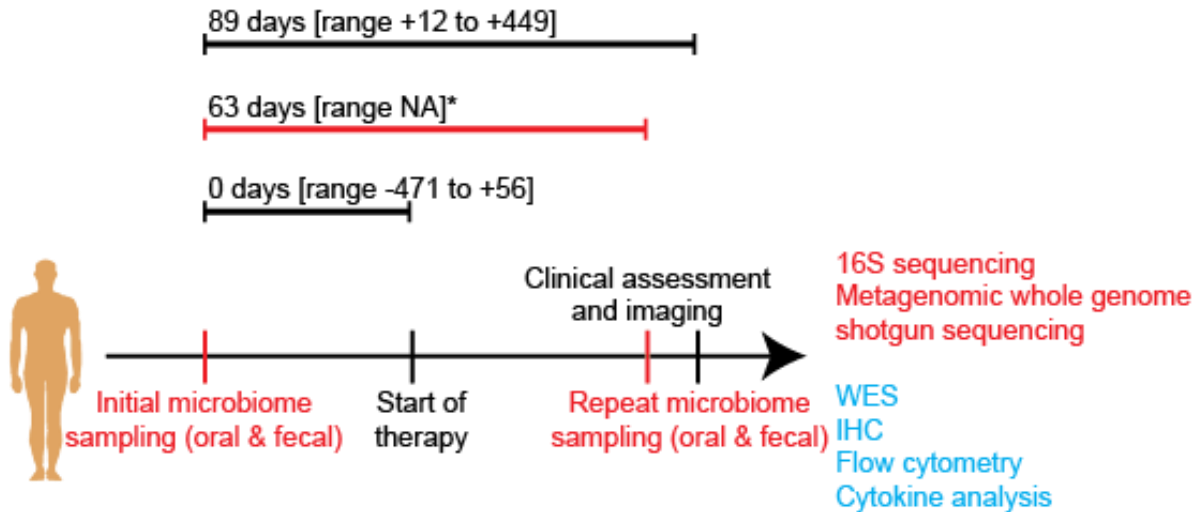 89 days [range +12 to +449]
63 days [range NA]*
0 days [range -471 to +56]
Clinical assessment
and imaging
Initial microbiome
sampling (oral & fecal)
Start of
therapy
Repeat microbiome
sampling (oral & fecal)
16S sequencing
Metagenomic whole genome
shotgun sequencing
WES
IHC
Flow cytometry
Cytokine analysis